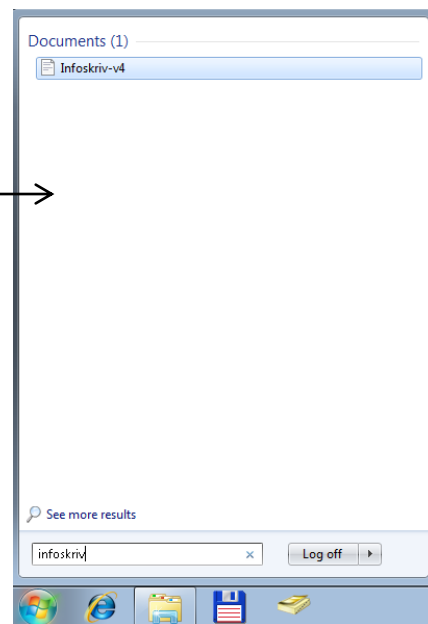 Documents (1)
Infoskriv-v4
See more results
infoskriv
Log off